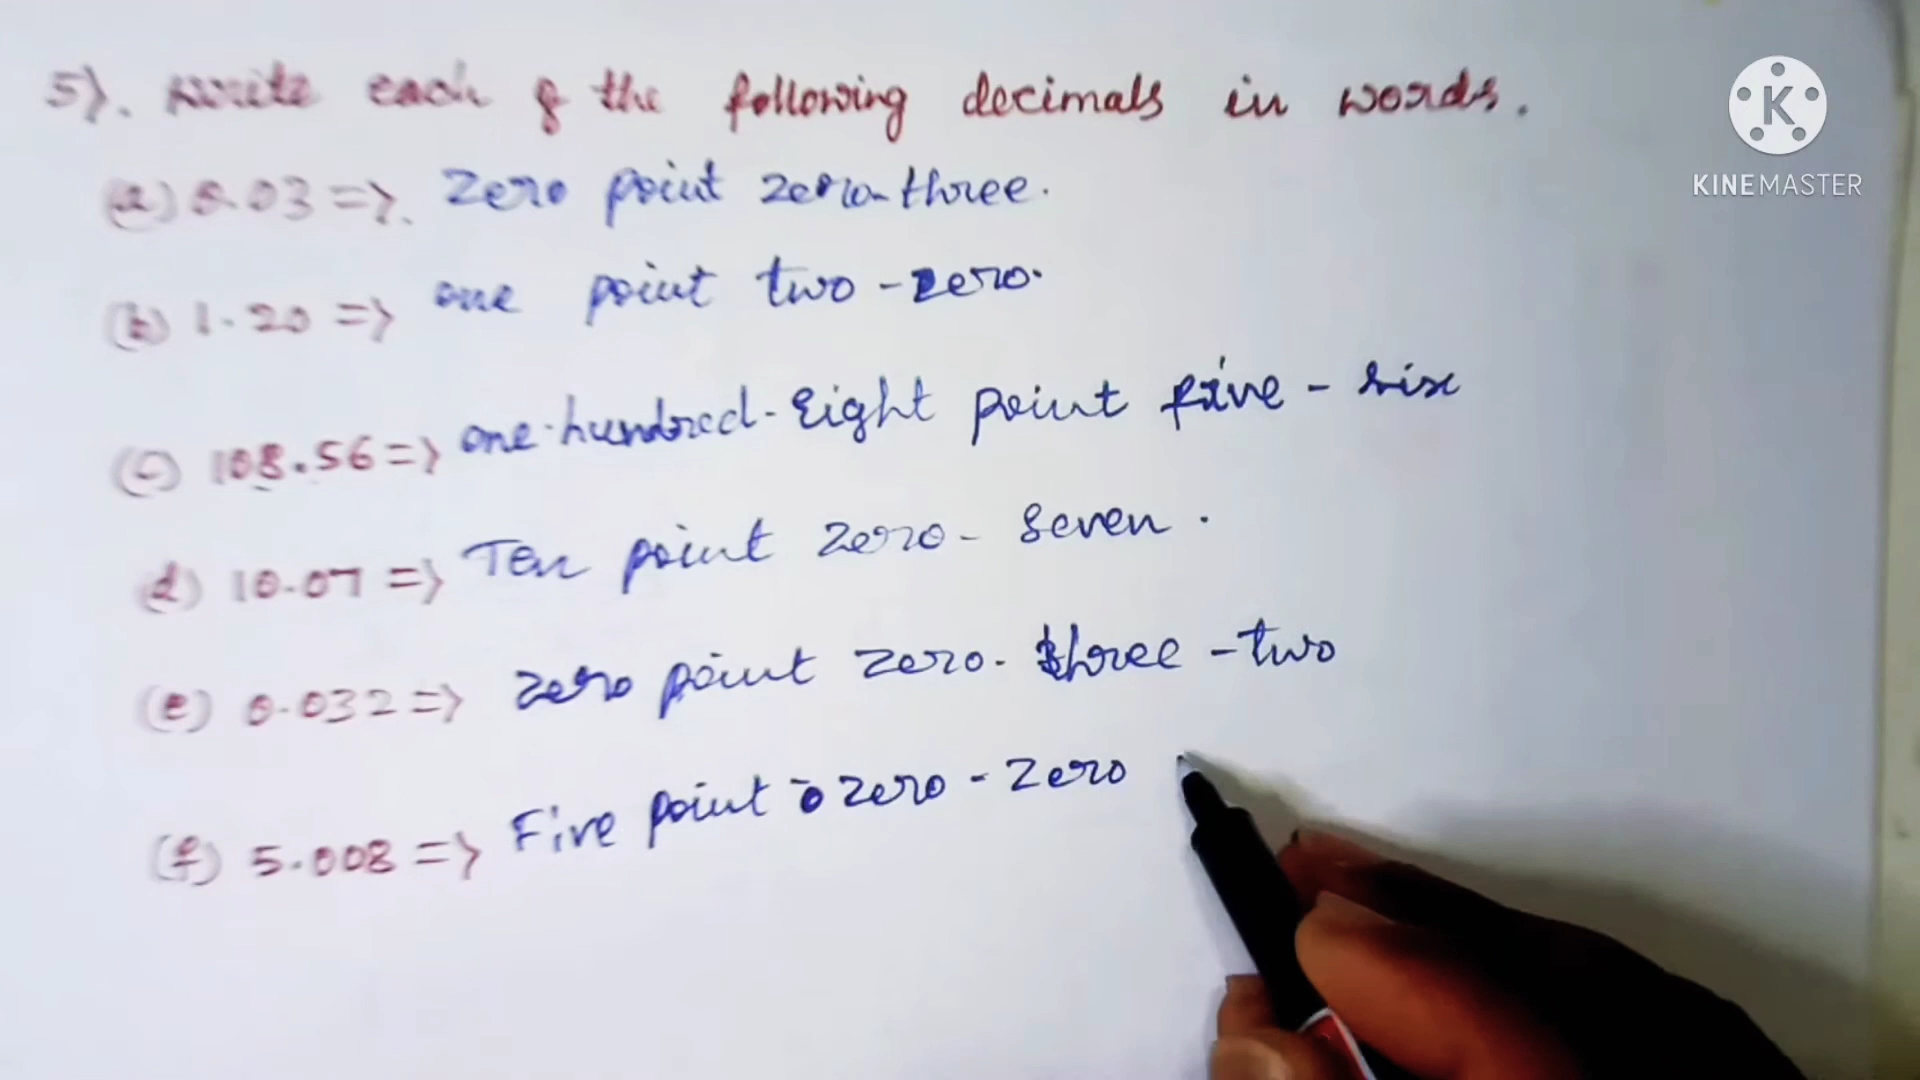 5). write each of the following decimals in words.
(a) 0.03 =>. Zero point zero-three.
(b) 1.20 => one point two - zero.
(c) 108.56 => one-hundred-Eight point five - six
(d) 10.07 => Ten point zero - seven.
(e) 0.032 => zero point zero - three - two
(f) 5.008 => Five point zero - zero
K
KINEMASTER